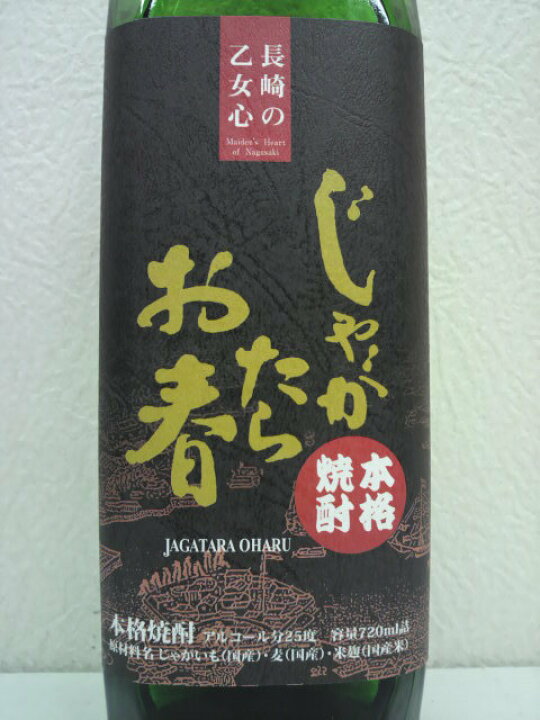 長崎の
乙女心
Maiden's Heart
of Nagasaki
じゃが
たら
お春
本格
焼酎
JAGATARA OHARU
本格焼酎 アルコール分25度 容量720ml詰
原材料名 じゃがいも(国産)・麦(国産)・米麹(国産米)